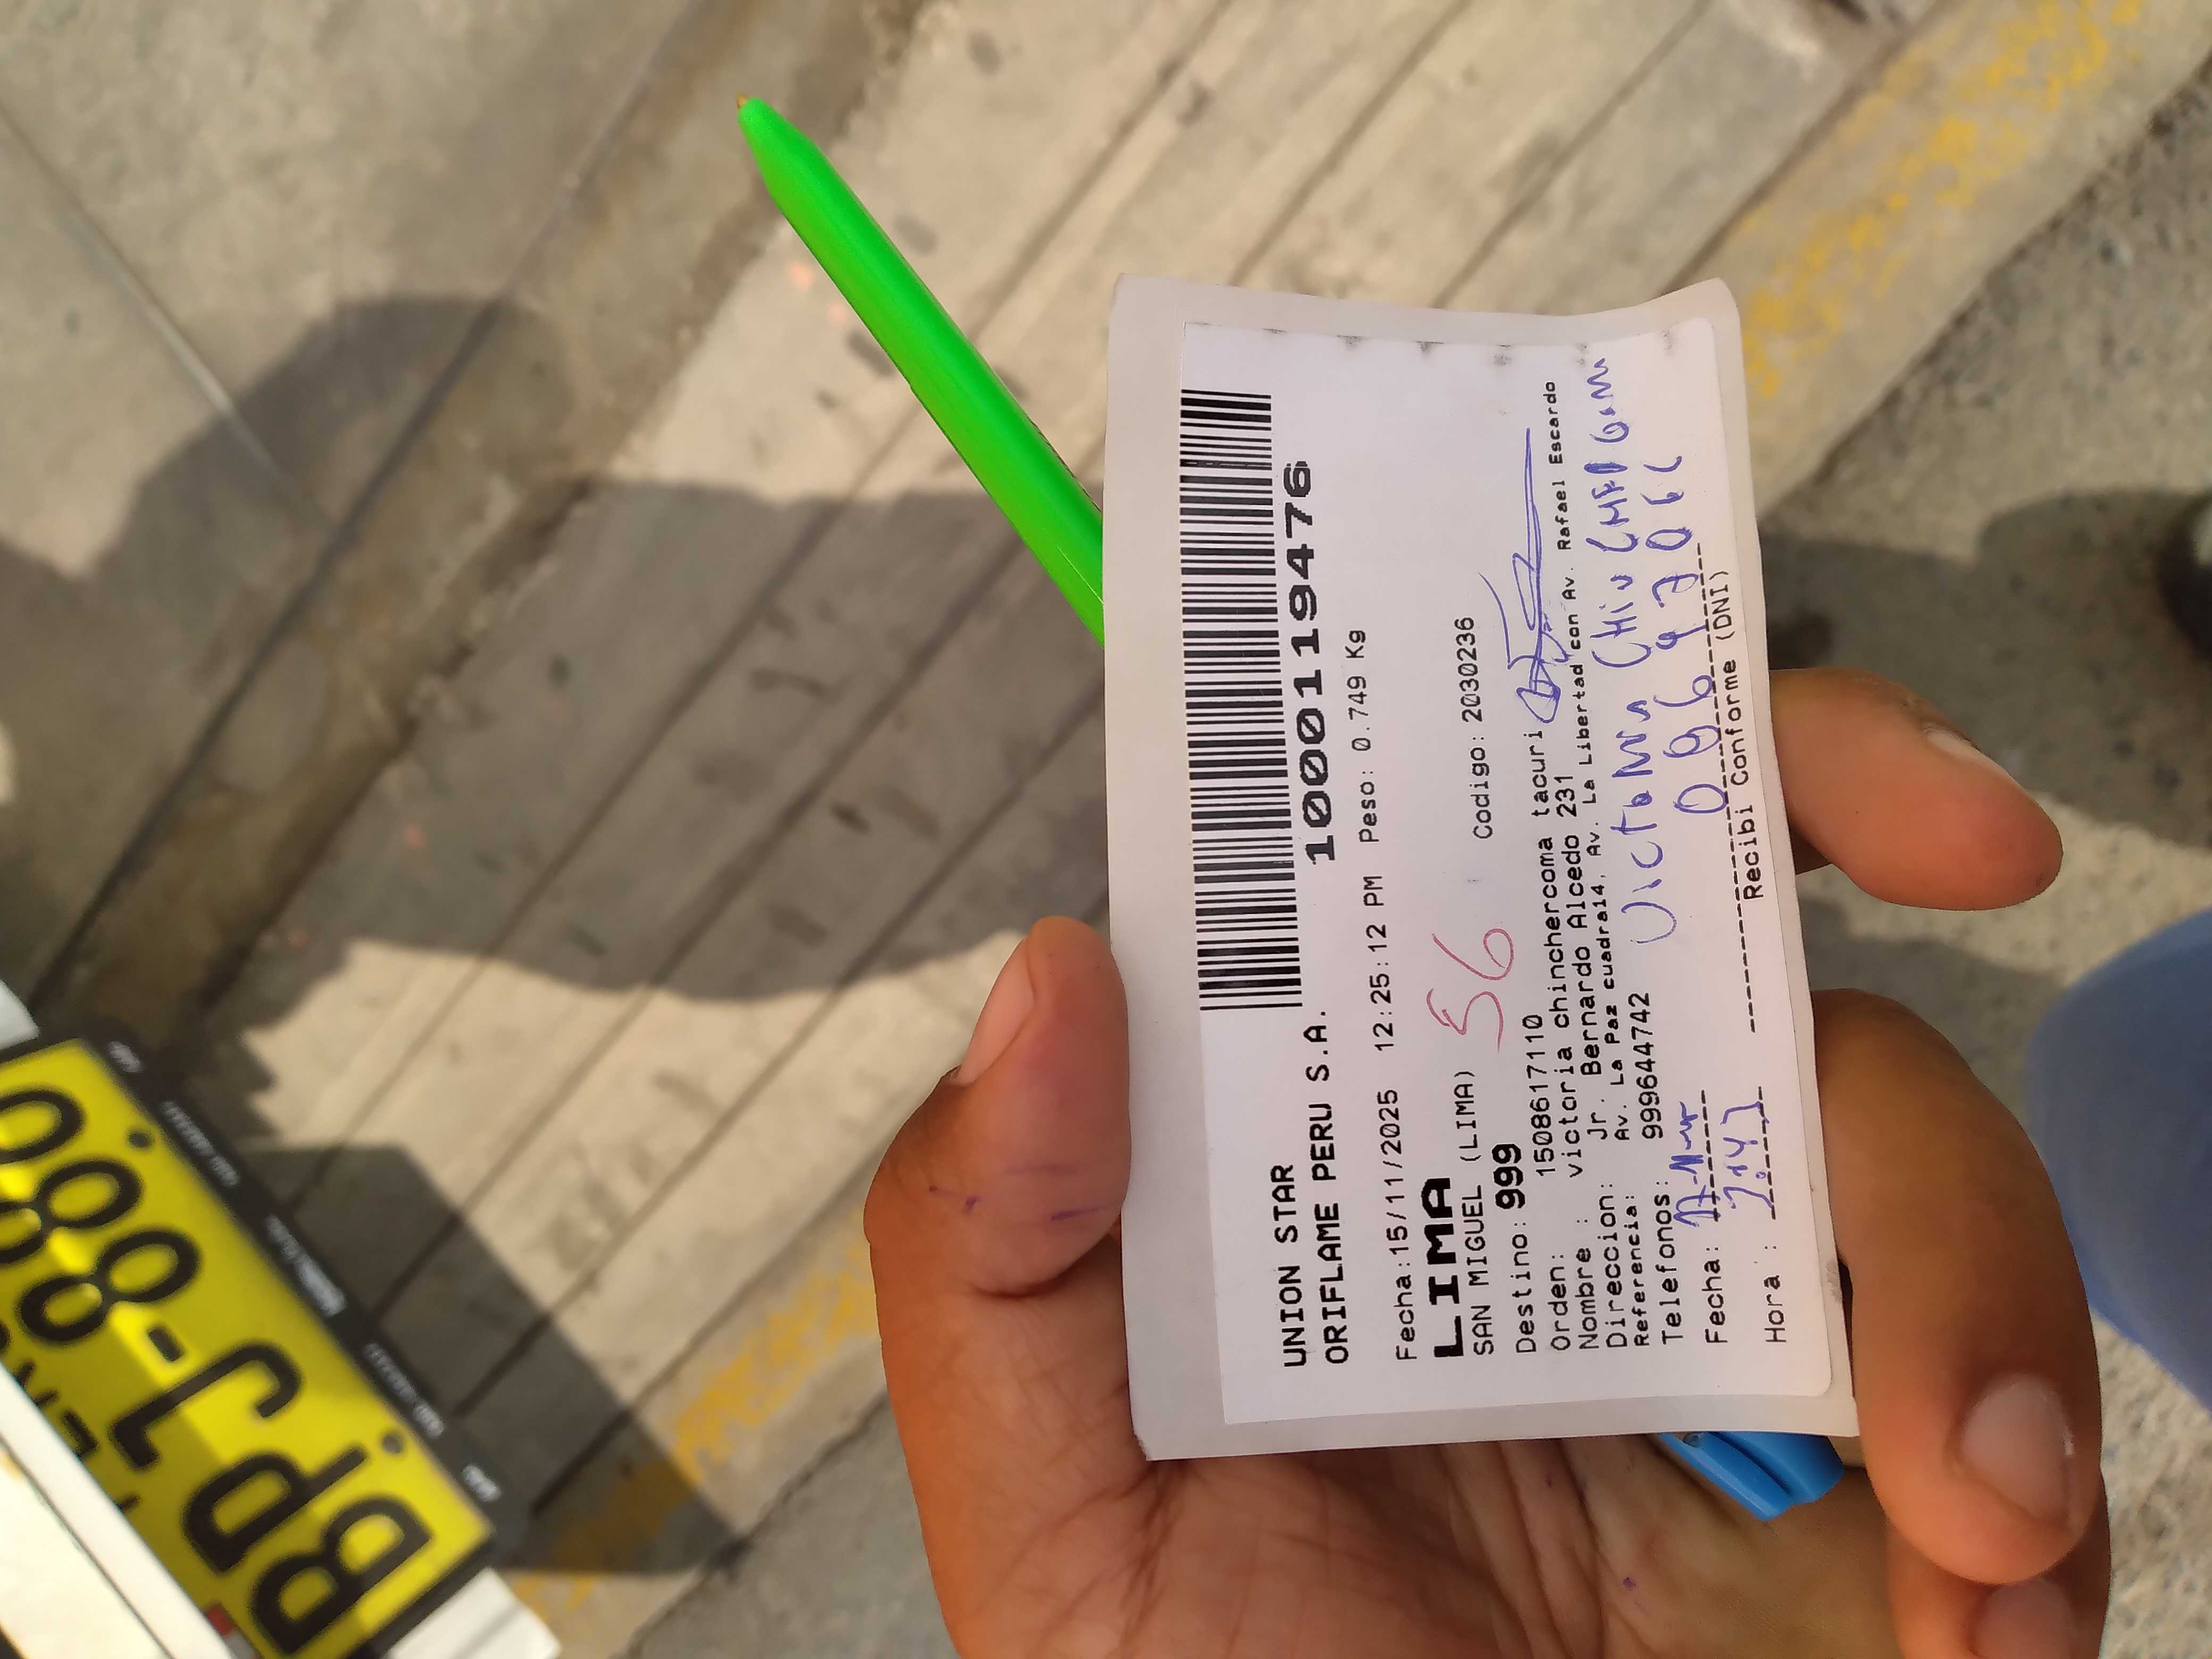 UNION STAR
ORIFLAME PERU S.A. 1000119476
Fecha:15/11/2025 12:25:12 PM Peso: 0.749 Kg
LIMA
SAN MIGUEL (LIMA) 56 Codigo: 2030236
Destino: 999
Orden: 1508617110
Nombre : victoria chinchercoma tacuri
Direccion: Jr. Bernardo Alcedo 231
Referencia: Av. La Paz cuadra14, Av. La Libertad con Av. Rafael Escardo
Telefonos: 999644742
Fecha:
Hora :
Recibi Conforme (DNI)
BPJ-880